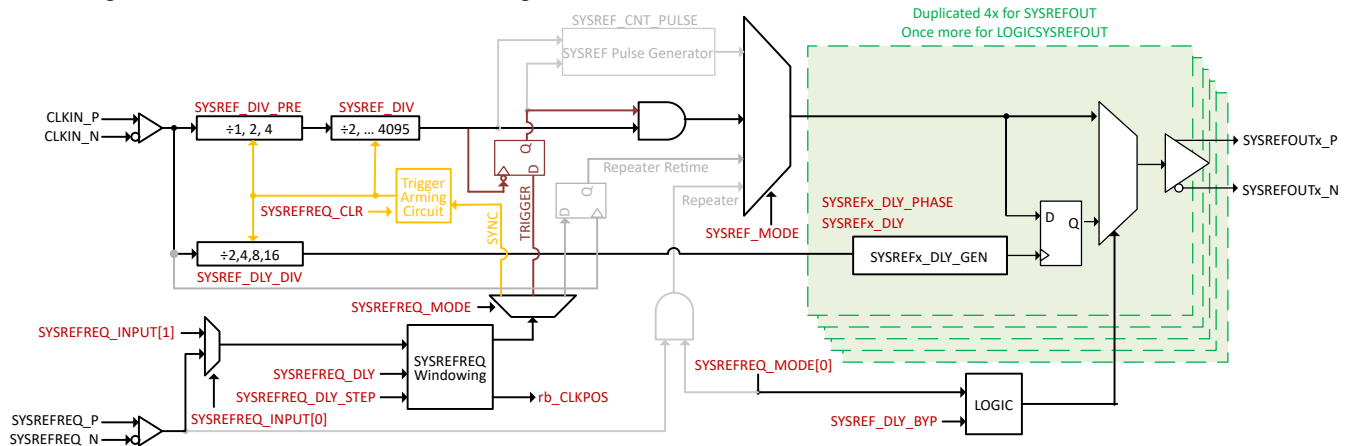 Duplicated 4x for SYSREFOUT
Once more for LOGICSYSREFOUT
SYSREF_CNT_PULSE
SYSREF Pulse Generator
CLKIN_P
CLKIN_N
SYSREF_DIV_PRE
÷1, 2, 4
SYSREF_DIV
÷2, ... 4095
Q
D
TRIGGER
Trigger
Arming
Circuit
SYSREFREQ_CLR
SYNC
Repeater Retime
Q
D
Repeater
SYSREF_MODE
SYSREFx_DLY_PHASE
SYSREFx_DLY
SYSREFx_DLY_GEN
D
Q
SYSREFOUTx_P
SYSREFOUTx_N
÷2,4,8,16
SYSREF_DLY_DIV
SYSREFREQ_MODE
SYSREFREQ_INPUT[1]
SYSREFREQ
Windowing
SYSREFREQ_DLY
SYSREFREQ_DLY_STEP
rb_CLKPOS
SYSREFREQ_INPUT[0]
SYSREFREQ_P
SYSREFREQ_N
SYSREFREQ_MODE[0]
LOGIC
SYSREF_DLY_BYP